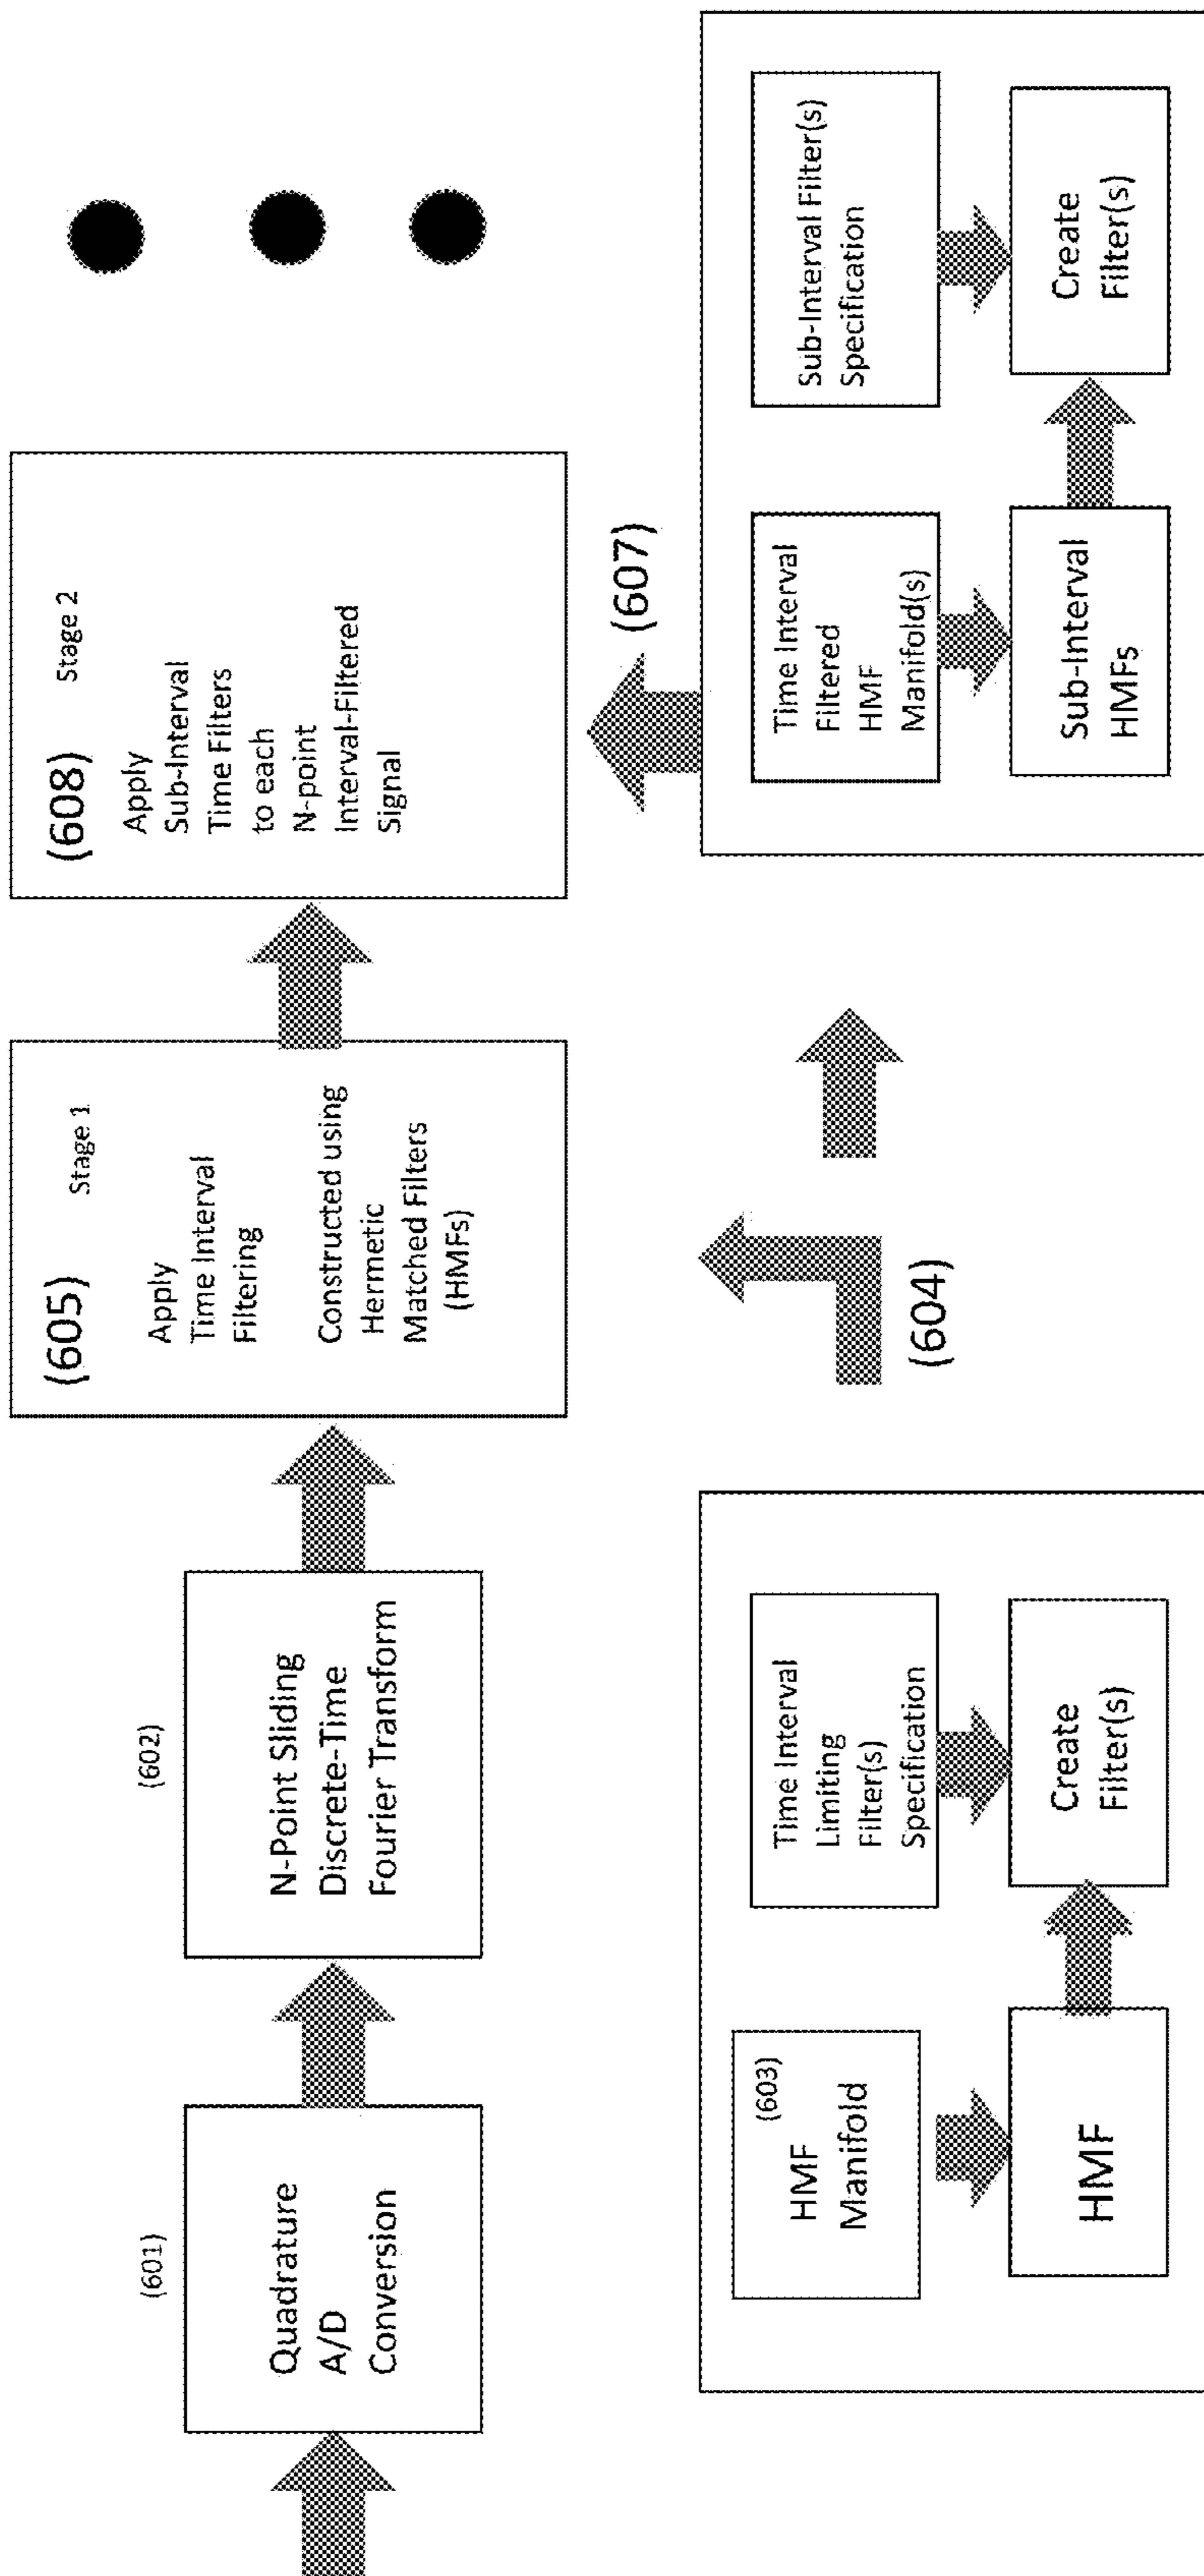 (601)
Quadrature
A/D
Conversion
(602)
N-Point Sliding
Discrete-Time
Fourier Transform
(605)
Stage 1
Apply
Time Interval
Filtering
Constructed using
Hermetic
Matched Filters
(HMFs)
(608)
Stage 2
Apply
Sub-Interval
Time Filters
to each
N-point
Interval-Filtered
Signal
(603)
HMF
Manifold
HMF
Time Interval
Limiting
Filter(s)
Specification
Create
Filter(s)
(604)
(607)
Time Interval
Filtered
HMF
Manifold(s)
Sub-Interval
HMFs
Sub-Interval Filter(s)
Specification
Create
Filter(s)